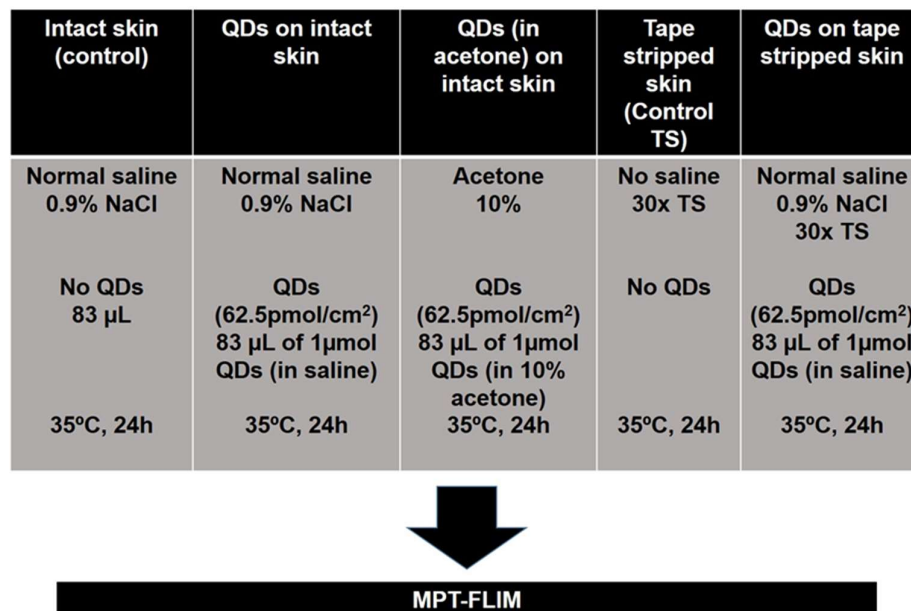 Intact skin
(control)
QDs on intact
skin
QDs (in
acetone) on
intact skin
Tape
stripped
skin
(Control
TS)
QDs on tape
stripped skin
Normal saline
0.9% NaCl
No QDs
83 µL
35ºC, 24h
Normal saline
0.9% NaCl
QDs
(62.5pmol/cm²)
83 µL of 1µmol
QDs (in saline)
35ºC, 24h
Acetone
10%
QDs
(62.5pmol/cm²)
83 µL of 1µmol
QDs (in 10%
acetone)
35ºC, 24h
No saline
30x TS
No QDs
35ºC, 24h
Normal saline
0.9% NaCl
30x TS
QDs
(62.5pmol/cm²)
83 µL of 1µmol
QDs (in saline)
35ºC, 24h
MPT-FLIM